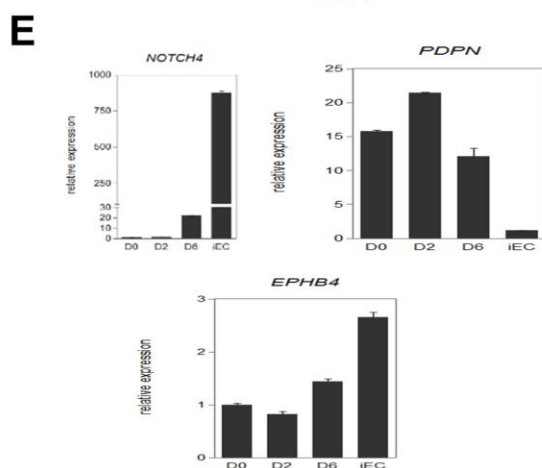 E
NOTCH4
relative expression
1000
750
500
250
30
20
10
0
D0 D2 D6 iEC
PDPN
relative expression
25
20
15
10
5
0
D0 D2 D6 iEC
EPHB4
relative expression
3
2
1
0
D0 D2 D6 iEC